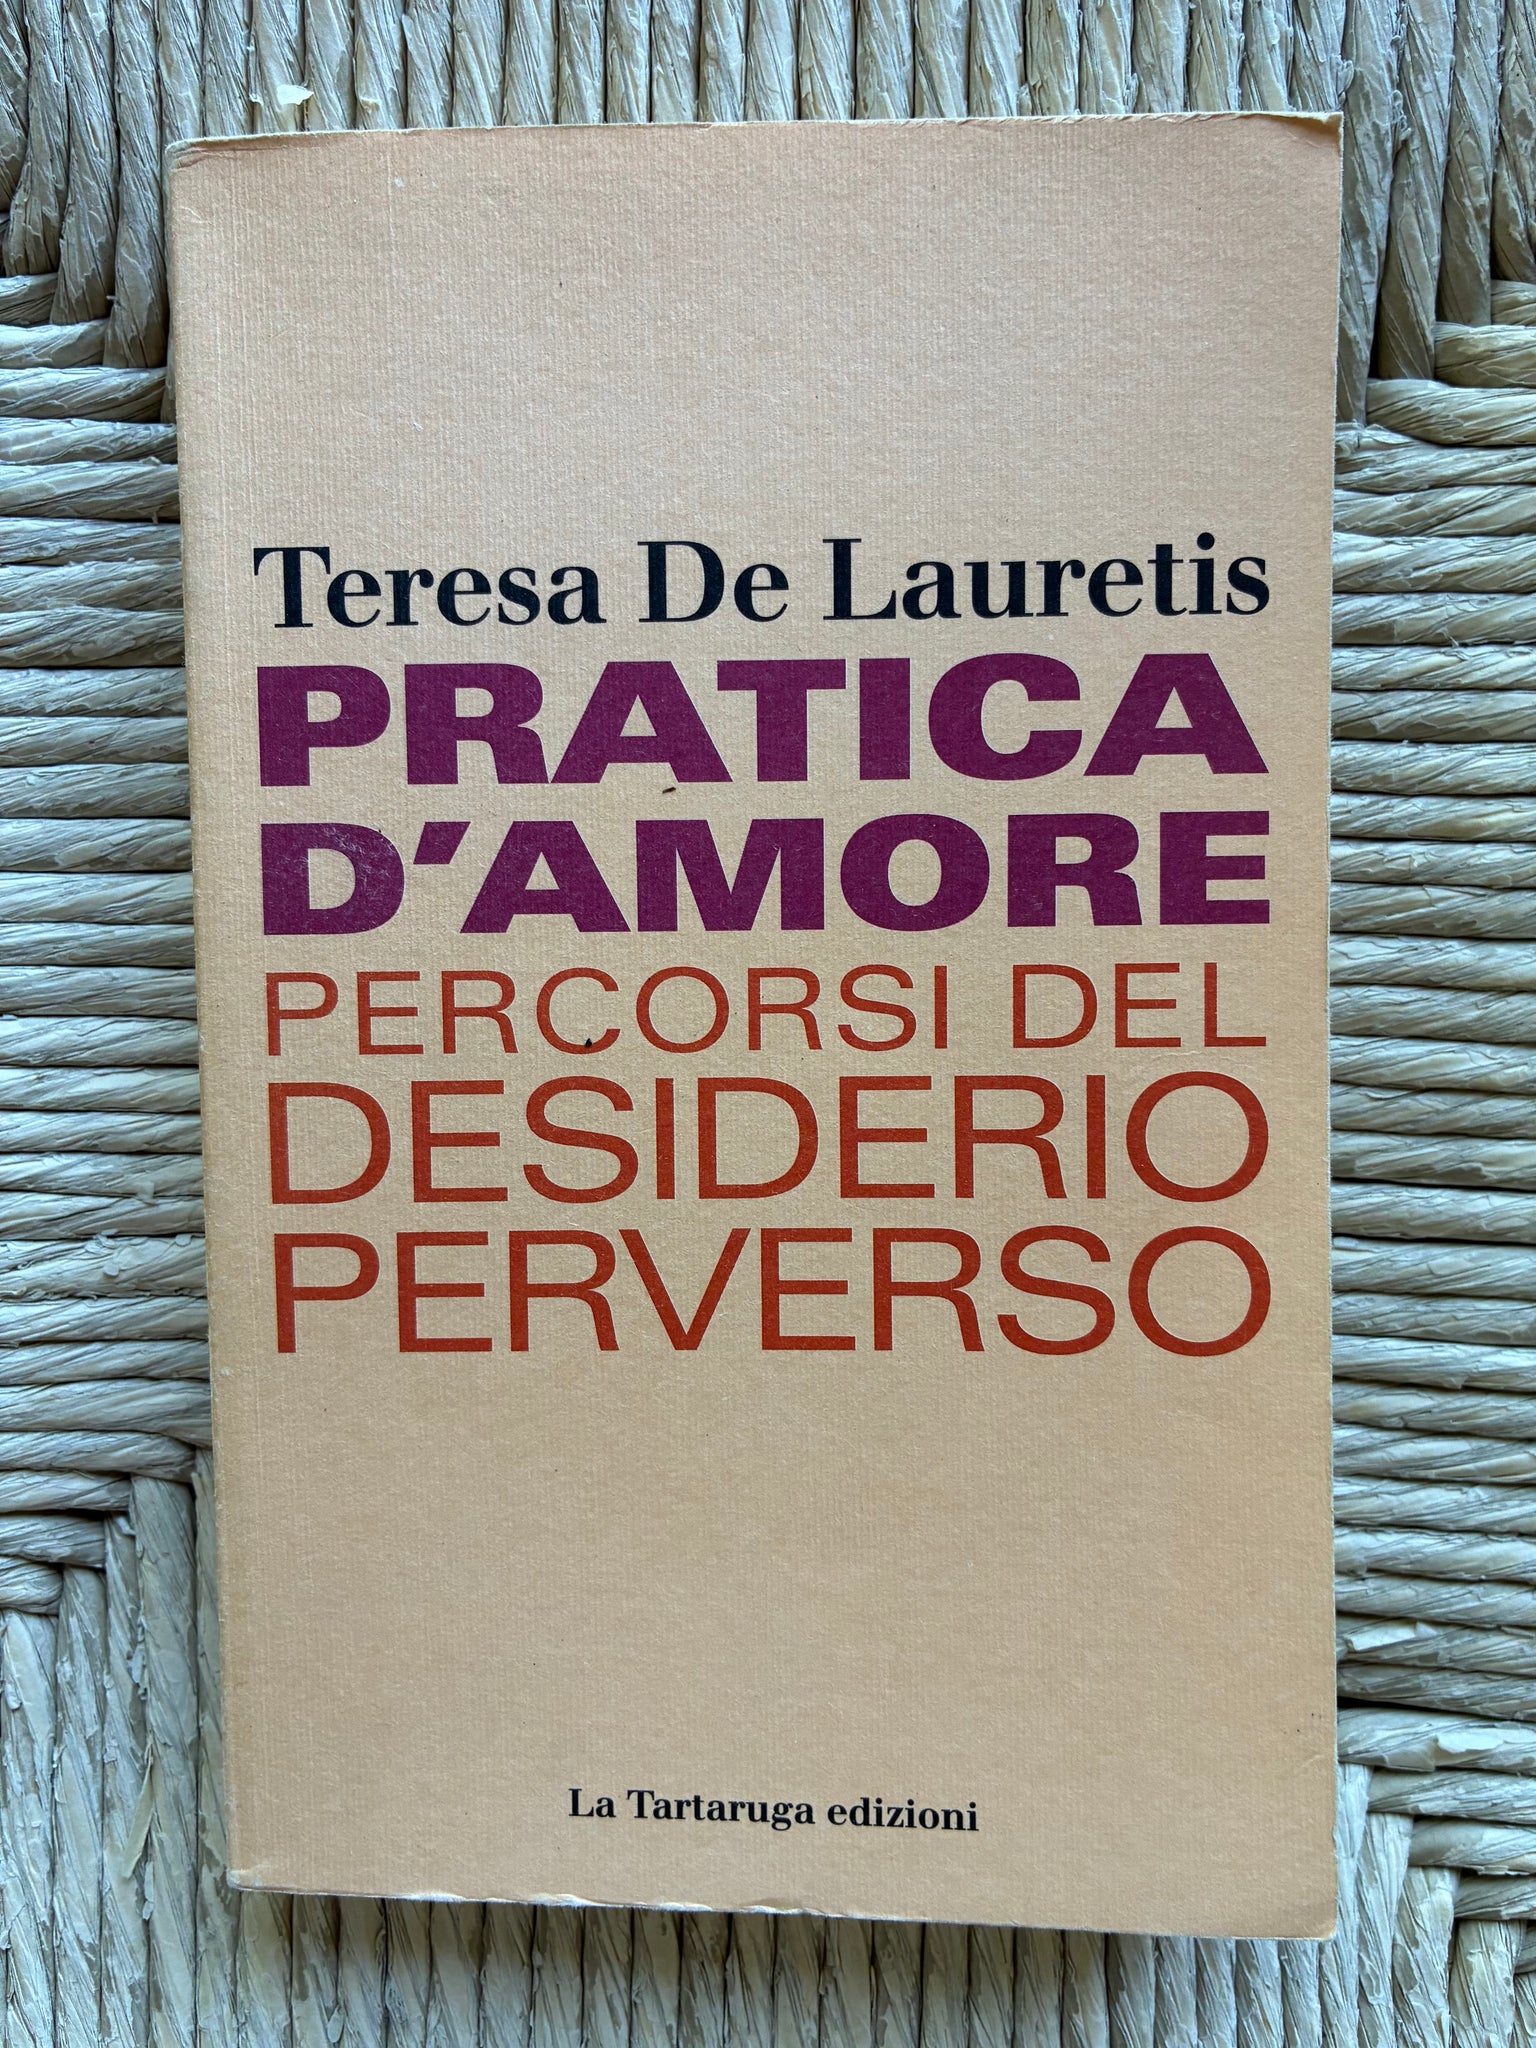 Teresa De Lauretis
PRATICA
D'AMORE
PERCORSI DEL
DESIDERIO
PERVERSO
La Tartaruga edizioni